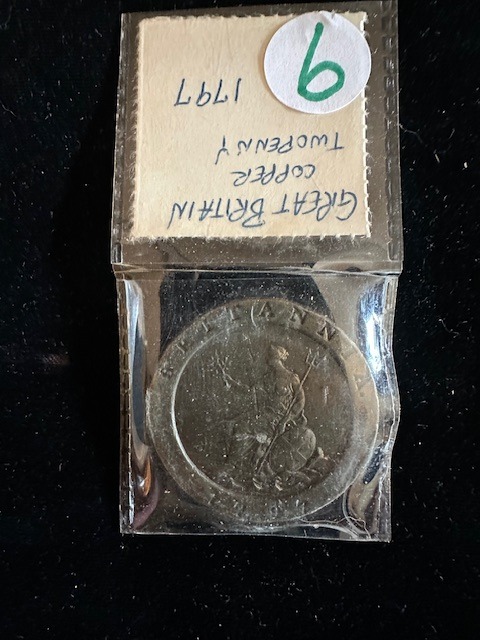 GREAT BRITAIN
COPPER
TWOPENNY
1797
9
BRITANNIA